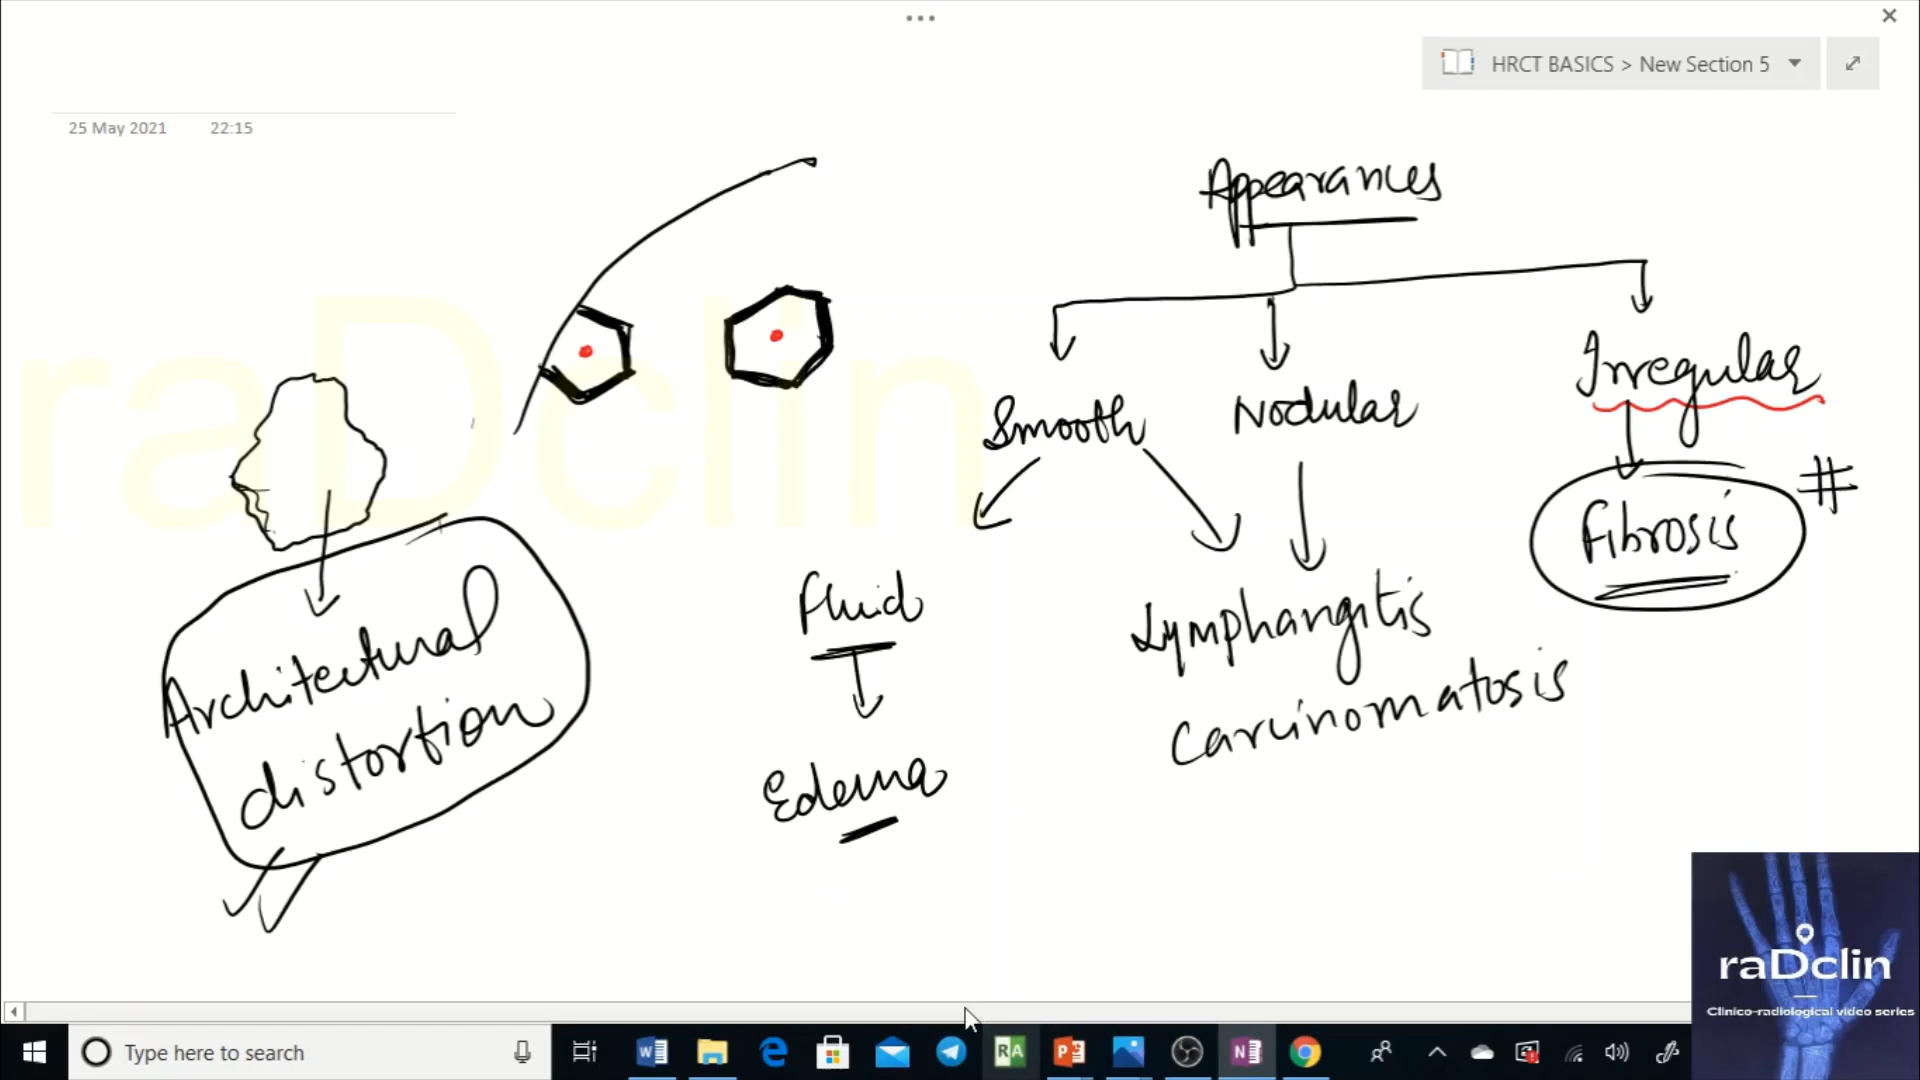 HRCT BASICS > New Section 5
25 May 2021 22:15
Appearances
Smooth
Nodular
Irregular
Fibrosis
#
Fluid
Edema
Lymphangitis
Carcinomatosis
Architectural
distortion
raDclin
raDclin
Clinico-radiological video series
Type here to search